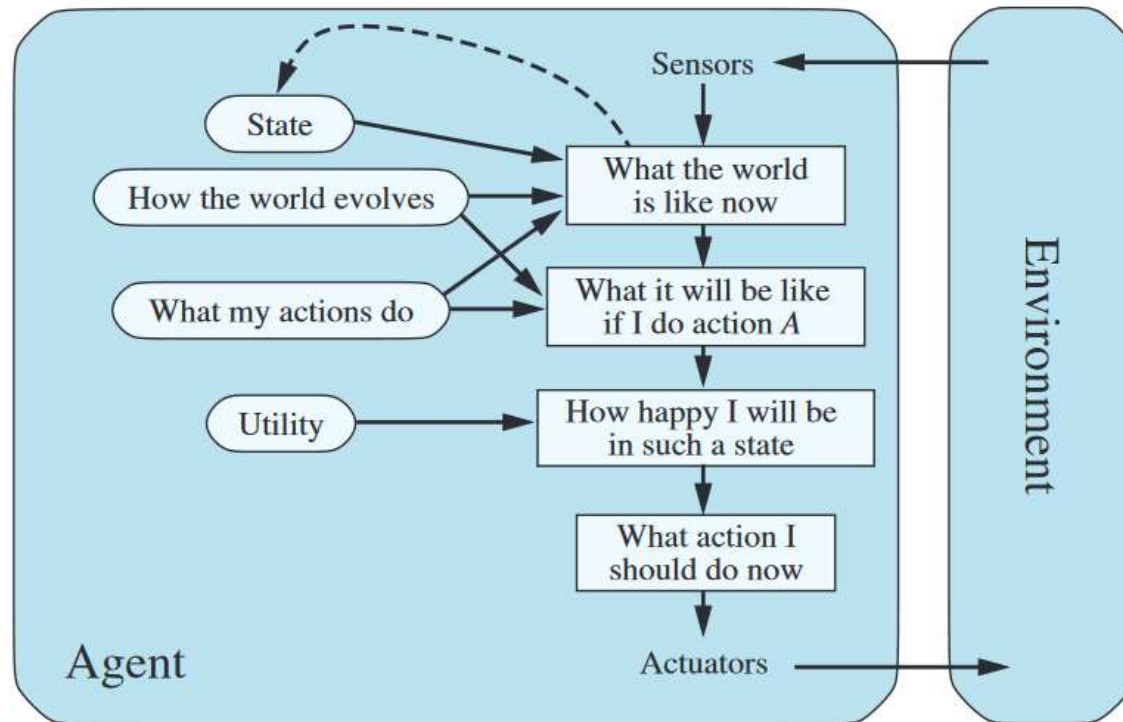 Sensors
State
What the world
is like now
How the world evolves
What it will be like
if I do action A
What my actions do
How happy I will be
in such a state
Utility
What action I
should do now
Agent
Actuators
Environment